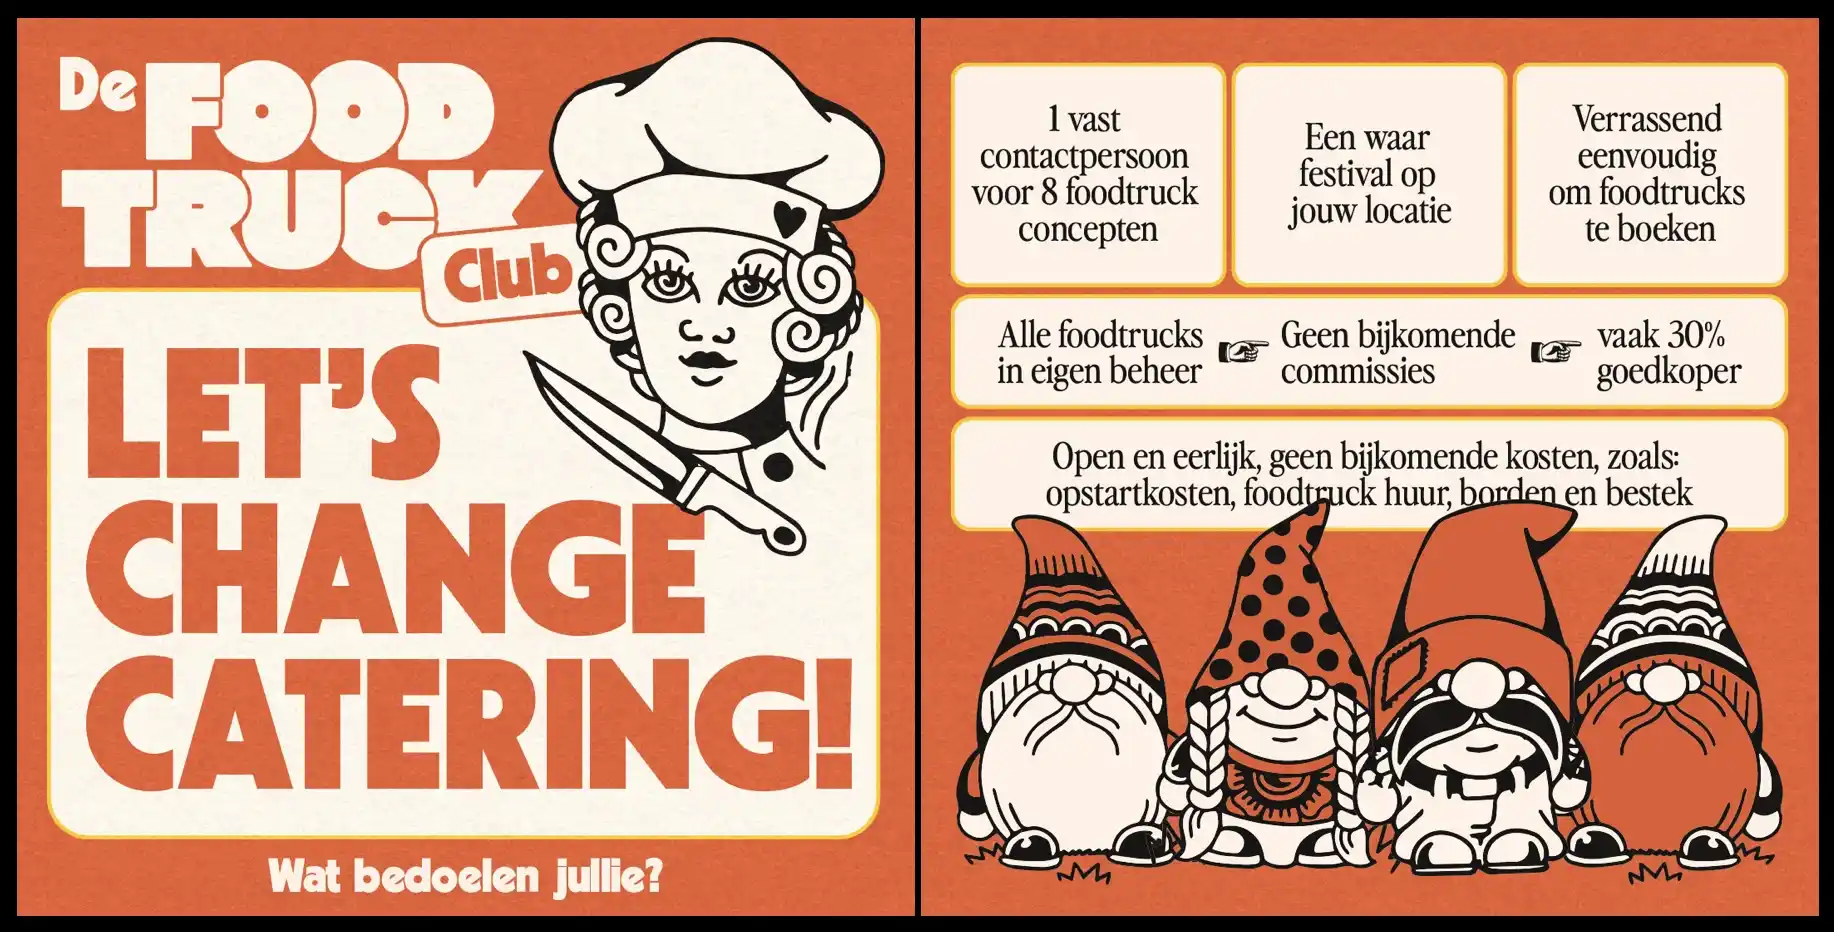 De FOOD
TRUCK
Club
LET'S
CHANGE
CATERING!
Wat bedoelen jullie?
1 vast
contactpersoon
voor 8 foodtruck
concepten
Een waar
festival op
jouw locatie
Verrassend
eenvoudig
om foodtrucks
te boeken
Alle foodtrucks
in eigen beheer
Geen bijkomende
commissies
vaak 30%
goedkoper
Open en eerlijk, geen bijkomende kosten, zoals:
opstartkosten, foodtruck huur, borden en bestek